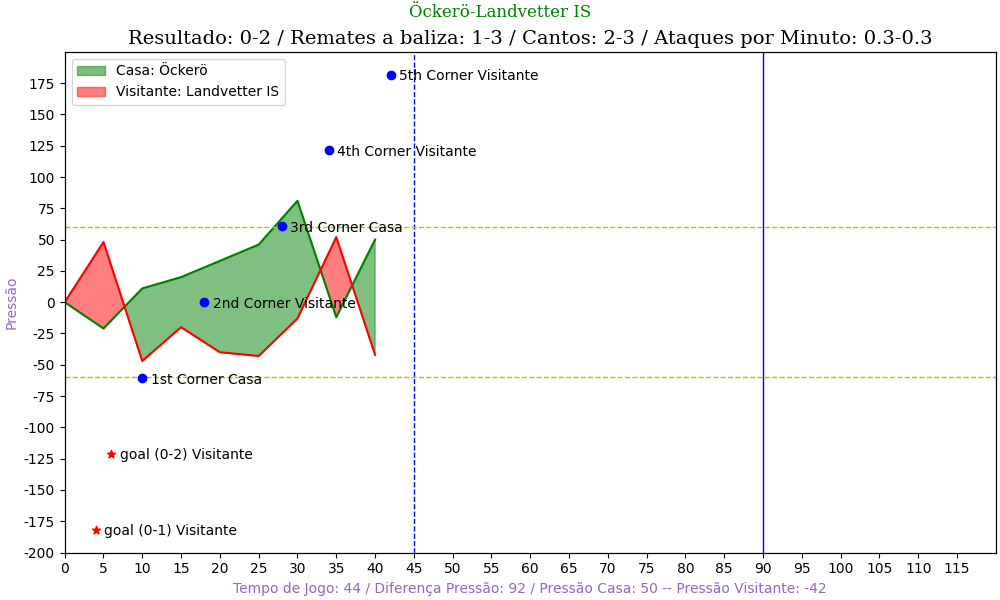 Öckerö-Landvetter IS
Resultado: 0-2 / Remates a baliza: 1-3 / Cantos: 2-3 / Ataques por Minuto: 0.3-0.3
Casa: Öckerö
Visitante: Landvetter IS
5th Corner Visitante
4th Corner Visitante
3rd Corner Casa
2nd Corner Visitante
1st Corner Casa
goal (0-2) Visitante
goal (0-1) Visitante
Pressão
175
150
125
100
75
50
25
0
-25
-50
-75
-100
-125
-150
-175
-200
0 5 10 15 20 25 30 35 40 45 50 55 60 65 70 75 80 85 90 95 100 105 110 115
Tempo de Jogo: 44 / Diferença Pressão: 92 / Pressão Casa: 50 -- Pressão Visitante: -42